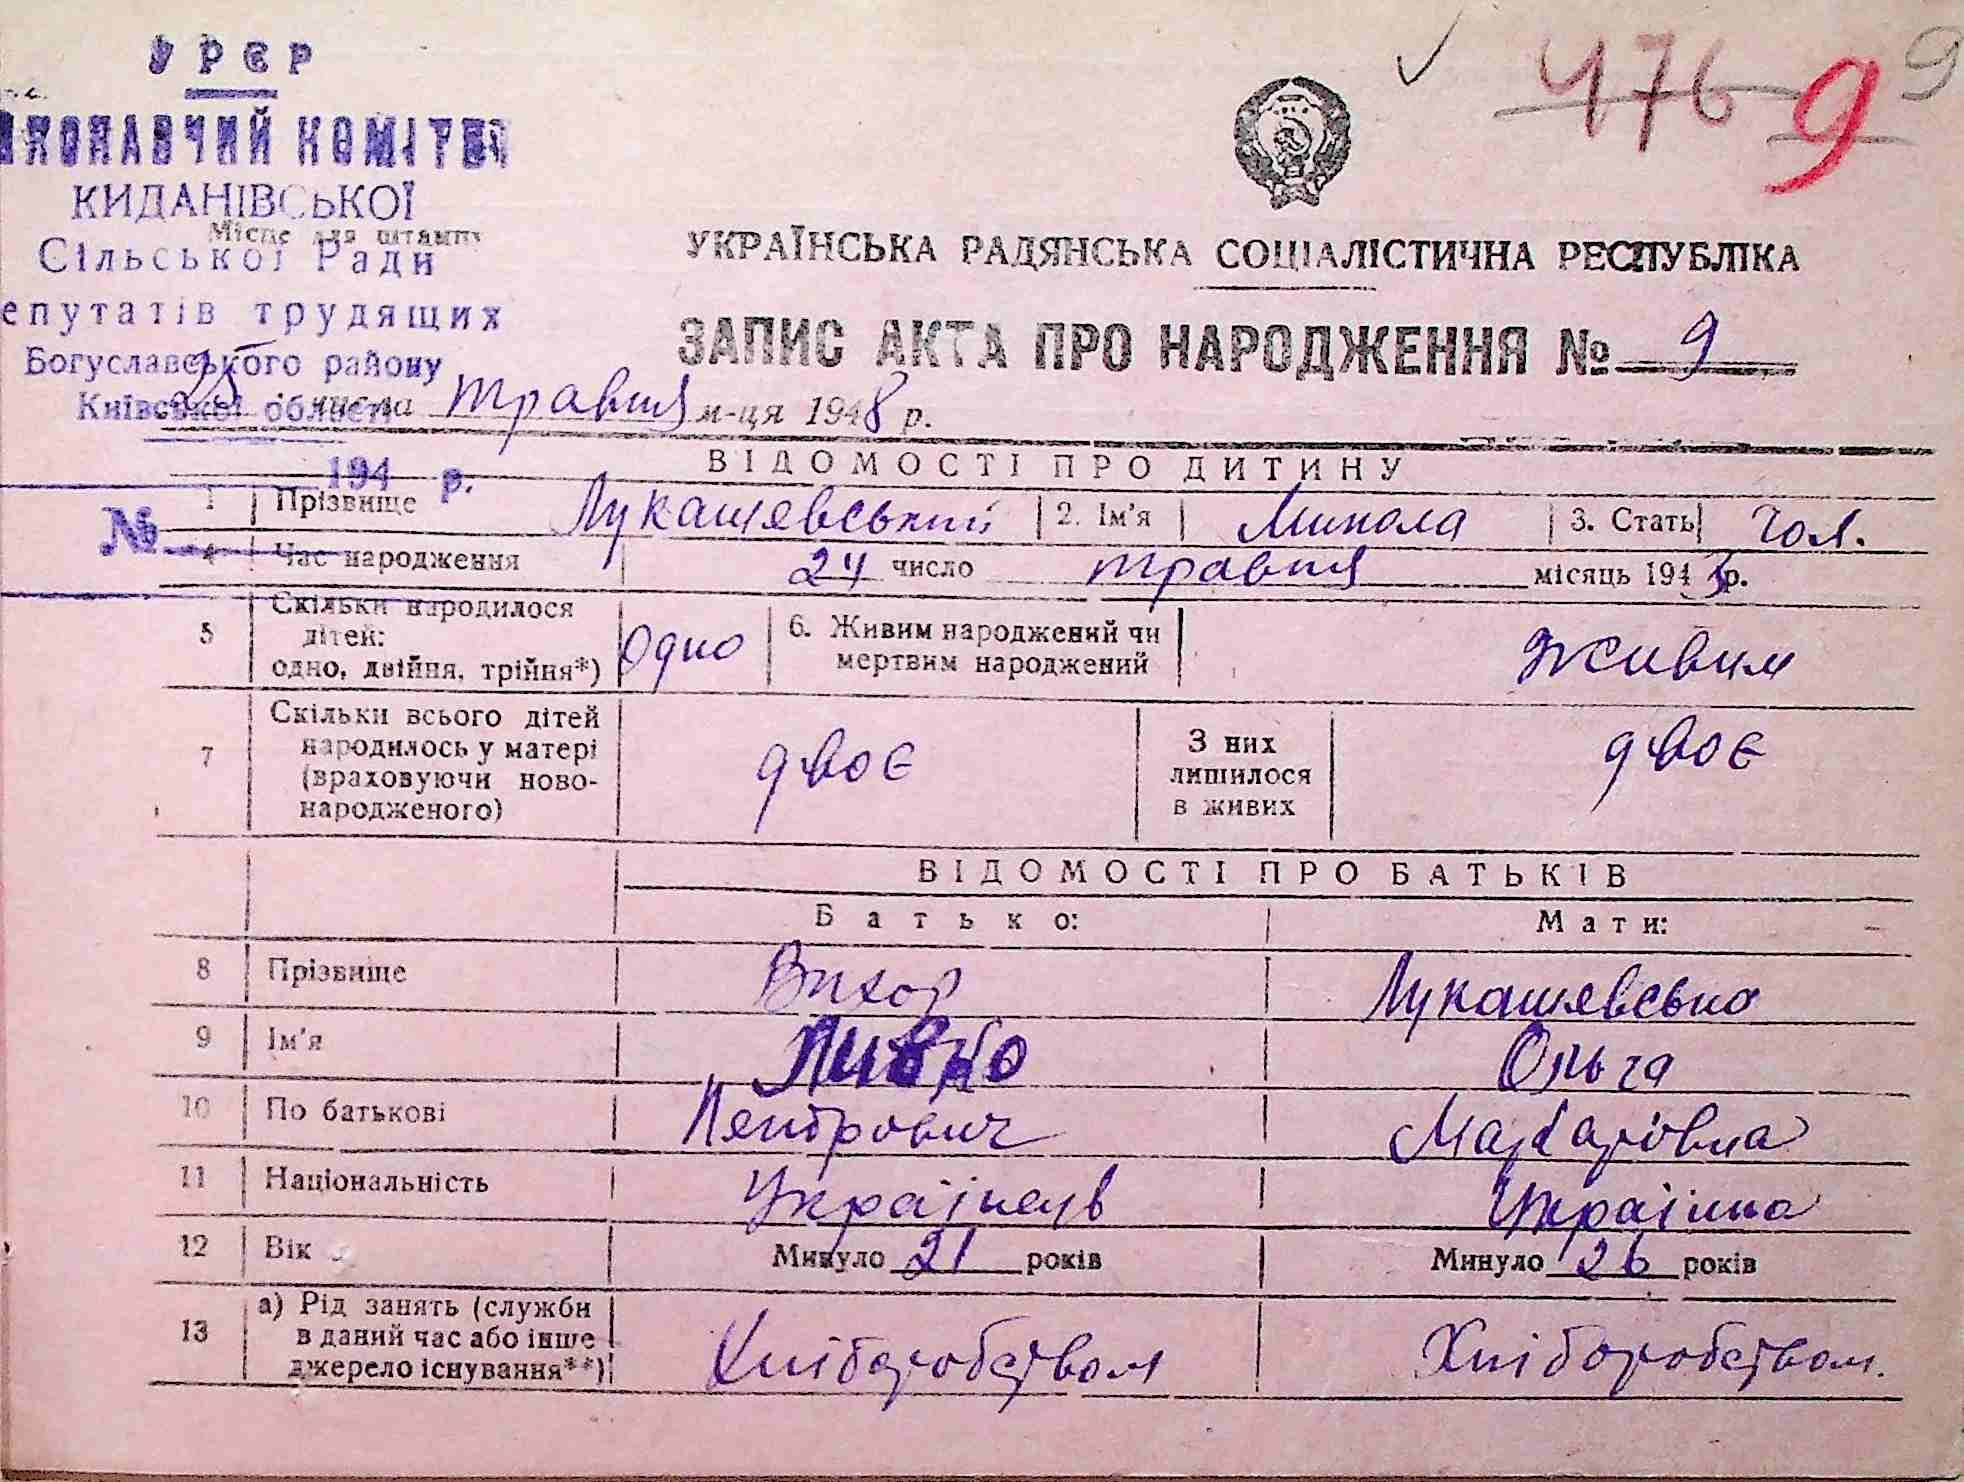 УРСР
ИКОНАВЧИЙ КОМІТЕТ
КИДАНІВСЬКОЇ
Місце для штампу
Сільської Ради
епутатів трудящих
Богуславського району
Київської області
194 р.
№
476 9 9
УКРАЇНСЬКА РАДЯНСЬКА СОЦІАЛІСТИЧНА РЕСПУБЛІКА
ЗАПИС АКТА ПРО НАРОДЖЕННЯ № 9
числа травня м-ця 1948 р.
ВІДОМОСТІ ПРО ДИТИНУ
1 Прізвище Лукашевський 2. Ім'я Микола 3. Стать чол.
4 Час народження 24 число травня місяць 194 р.
5 Скільки народилося дітей: одно, двійня, трійня*) Одно 6. Живим народжений чи мертвим народжений живим
7 Скільки всього дітей народилось у матері (враховуючи ново-народженого) двоє З них лишилося в живих двоє
ВІДОМОСТІ ПРО БАТЬКІВ
Батько: Мати:
8 Прізвище Вихор Лукашевська
9 Ім'я Ольга
10 По батькові Петрович Макарівна
11 Національність Українець Українка
12 Вік Минуло 21 років Минуло 26 років
13 а) Рід занять (служби в даний час або інше джерело існування**) Хліборобством Хліборобством.